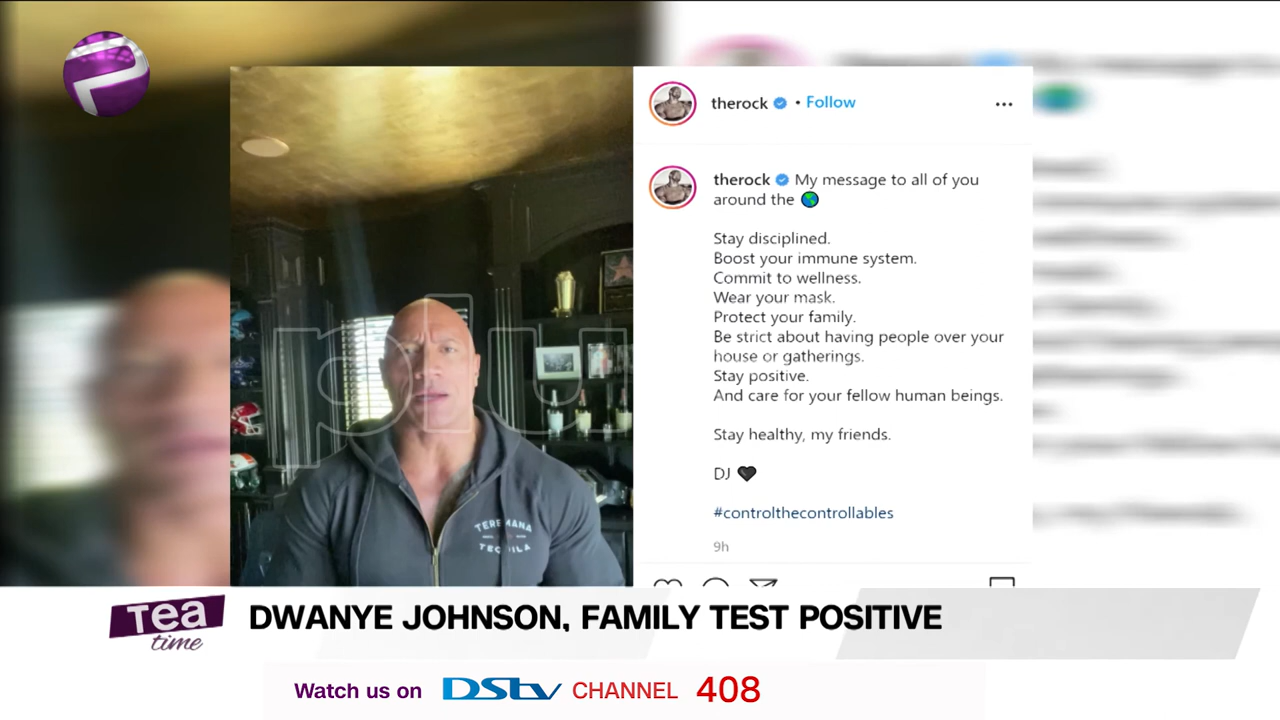 therock • Follow
therock My message to all of you
around the 🌎
Stay disciplined.
Boost your immune system.
Commit to wellness.
Wear your mask.
Protect your family.
Be strict about having people over your
house or gatherings.
Stay positive.
And care for your fellow human beings.
Stay healthy, my friends.
DJ 🖤
#controlthecontrollables
9h
plu
TEREMANA
TEQUILA
Tea
time
DWANYE JOHNSON, FAMILY TEST POSITIVE
Watch us on DStv CHANNEL 408